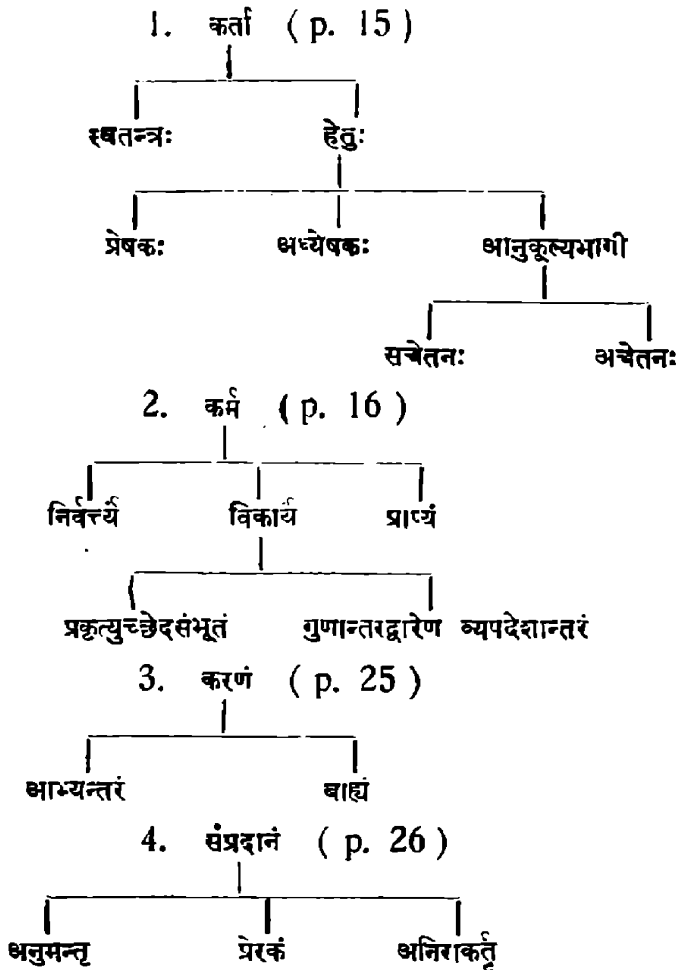 1. कर्ता ( p. 15 )
स्वतन्त्रः हेतुः
प्रेषकः अध्येषकः आनुकूल्यभागी
सचेतनः अचेतनः
2. कर्म ( p. 16 )
निर्वर्त्त्यं विकार्यं प्राप्यं
प्रकृत्युच्छेदसंभूतं गुणान्तरद्वारेण व्यपदेशान्तरं
3. करणं ( p. 25 )
आभ्यन्तरं बाह्यं
4. संप्रदानं ( p. 26 )
अनुमन्तृ प्रेरकं अनिराकर्तृ